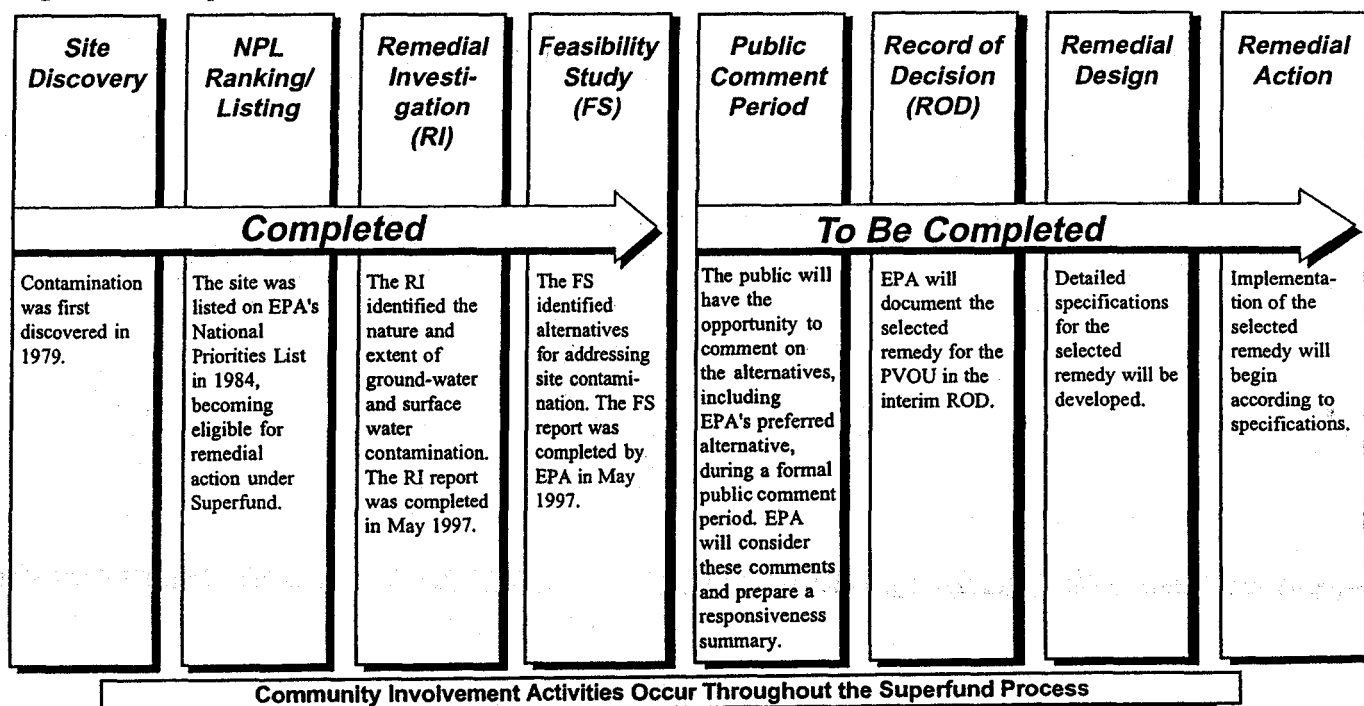 Site
Discovery
NPL
Ranking/
Listing
Remedial
Investi-
gation
(RI)
Feasibility
Study
(FS)
Public
Comment
Period
Record of
Decision
(ROD)
Remedial
Design
Remedial
Action
Completed
To Be Completed
Contamination
was first
discovered in
1979.
The site was
listed on EPA's
National
Priorities List
in 1984,
becoming
eligible for
remedial
action under
Superfund.
The RI
identified the
nature and
extent of
ground-water
and surface
water
contamination.
The RI report
was completed
in May 1997.
The FS
identified
alternatives
for addressing
site contami-
nation. The FS
report was
completed by
EPA in May
1997.
The public will
have the
opportunity to
comment on
the alternatives,
including
EPA's preferred
alternative,
during a formal
public comment
period. EPA
will consider
these comments
and prepare a
responsiveness
summary.
EPA will
document the
selected
remedy for the
PVOU in the
interim ROD.
Detailed
specifications
for the
selected
remedy will be
developed.
Implementa-
tion of the
selected
remedy will
begin
according to
specifications.
Community Involvement Activities Occur Throughout the Superfund Process